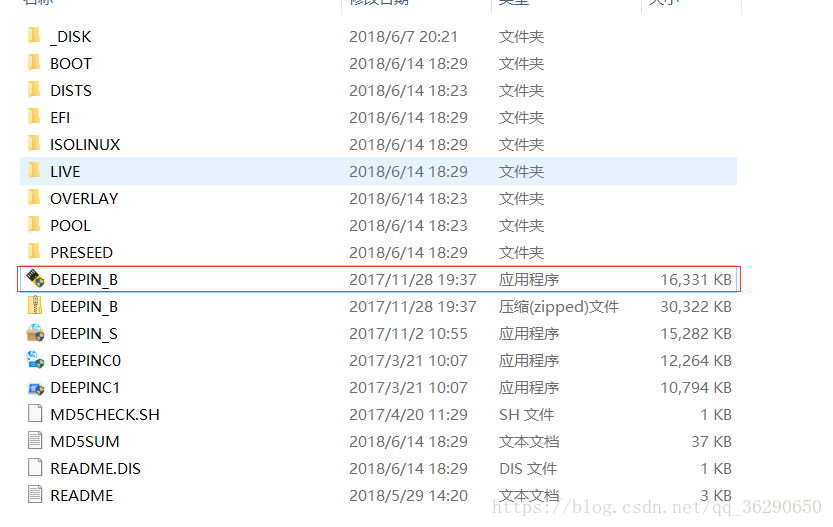 名称 修改日期 类型 大小
_DISK 2018/6/7 20:21 文件夹
BOOT 2018/6/14 18:29 文件夹
DISTS 2018/6/14 18:23 文件夹
EFI 2018/6/14 18:29 文件夹
ISOLINUX 2018/6/14 18:29 文件夹
LIVE 2018/6/14 18:29 文件夹
OVERLAY 2018/6/14 18:23 文件夹
POOL 2018/6/14 18:23 文件夹
PRESEED 2018/6/14 18:29 文件夹
DEEPIN_B 2017/11/28 19:37 应用程序 16,331 KB
DEEPIN_B 2017/11/28 19:37 压缩(zipped)文件 30,322 KB
DEEPIN_S 2017/11/2 10:55 应用程序 15,282 KB
DEEPINC0 2017/3/21 10:07 应用程序 12,264 KB
DEEPINC1 2017/3/21 10:07 应用程序 10,794 KB
MD5CHECK.SH 2017/4/20 11:29 SH 文件 1 KB
MD5SUM 2018/6/14 18:29 文本文档 37 KB
README.DIS 2018/6/14 18:29 DIS 文件 1 KB
README 2018/5/29 14:20 文本文档 3 KB
https://blog.csdn.net/qq_36290650